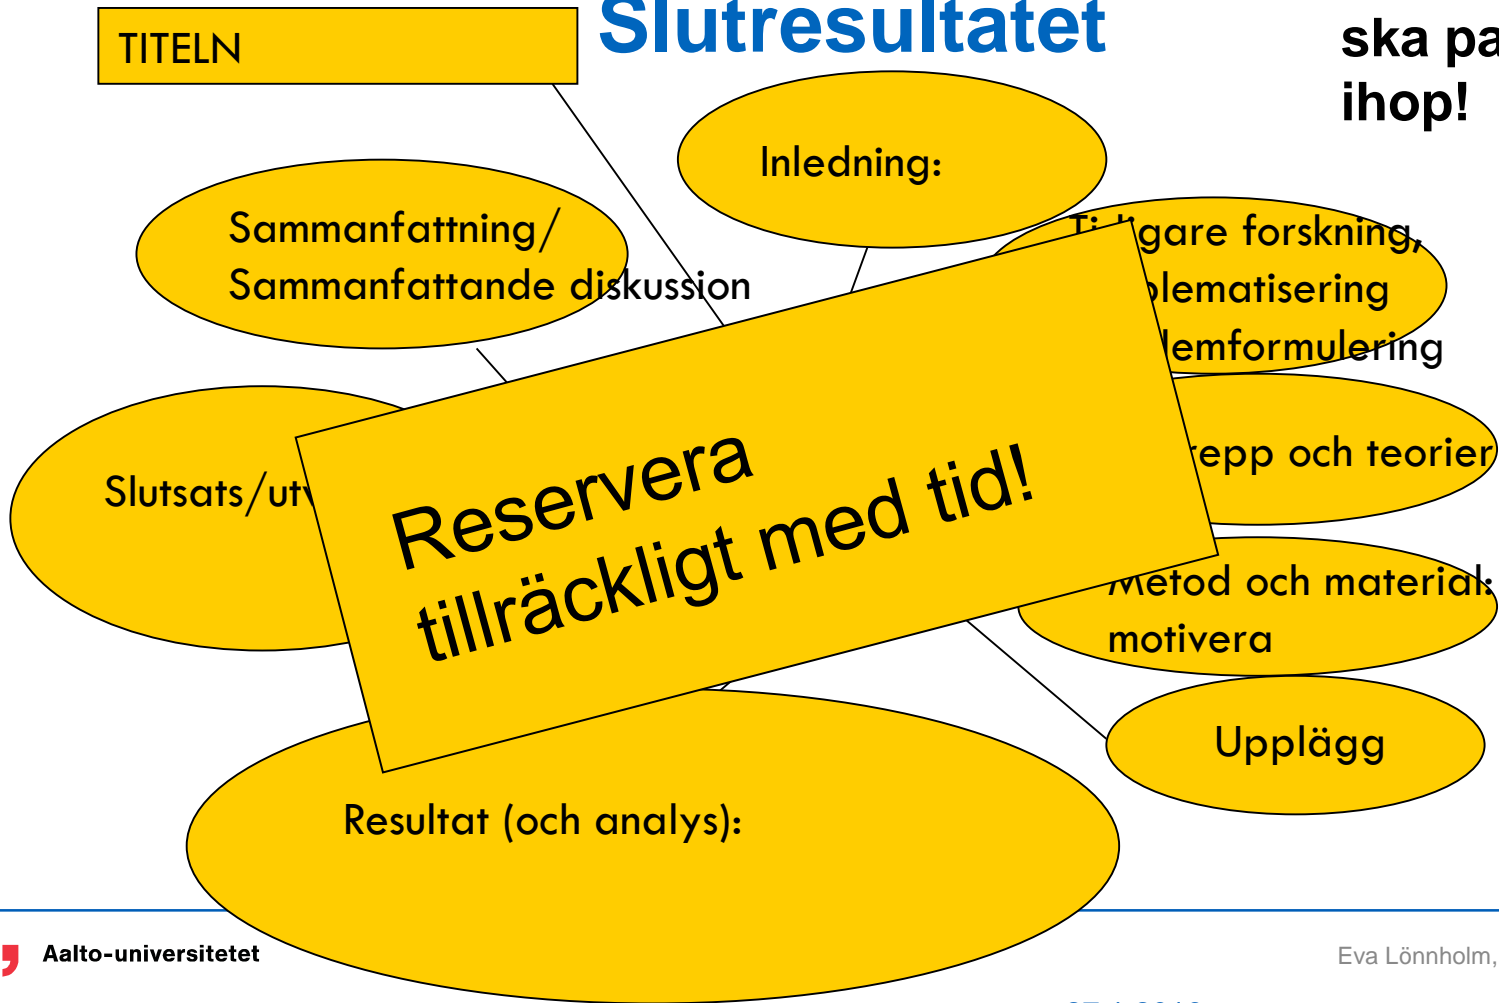 Slutresultatet
ska pa
ihop!
TITELN
Inledning:
Sammanfattning/
Sammanfattande diskussion
gare forskning,
lematisering
lemformulering
repp och teorier
Slutsats/ut
Reservera
tillräckligt med tid!
Metod och material:
motivera
Upplägg
Resultat (och analys):
Aalto-universitetet
Eva Lönnholm,